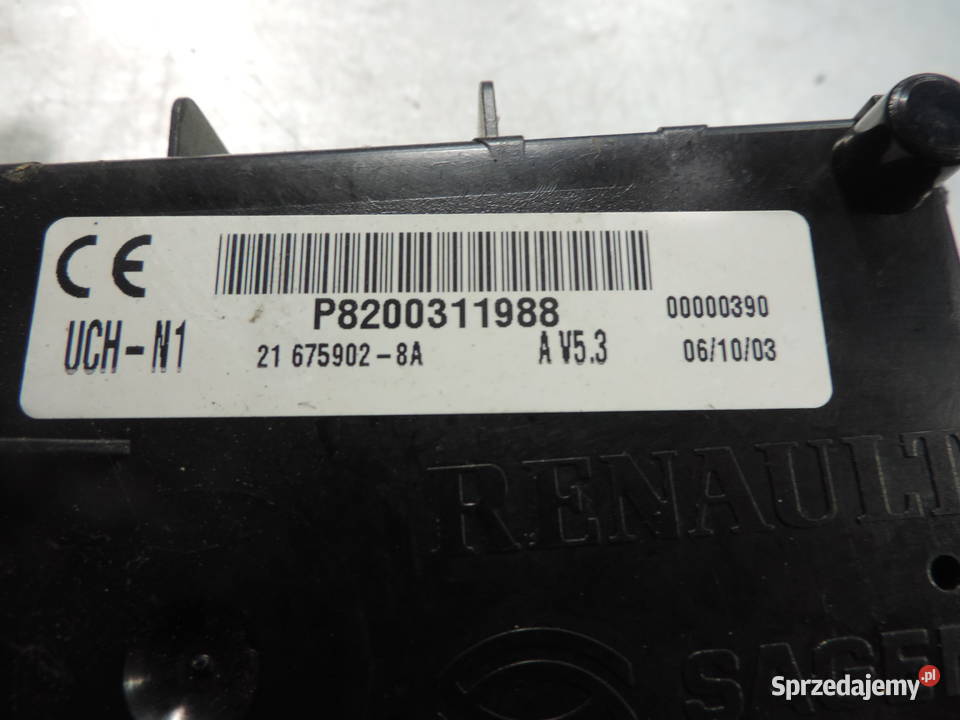 CE
P8200311988 00000390
UCH-N1 21 675902-8A A V5.3 06/10/03
RENAULT
Sprzedajemy.pl